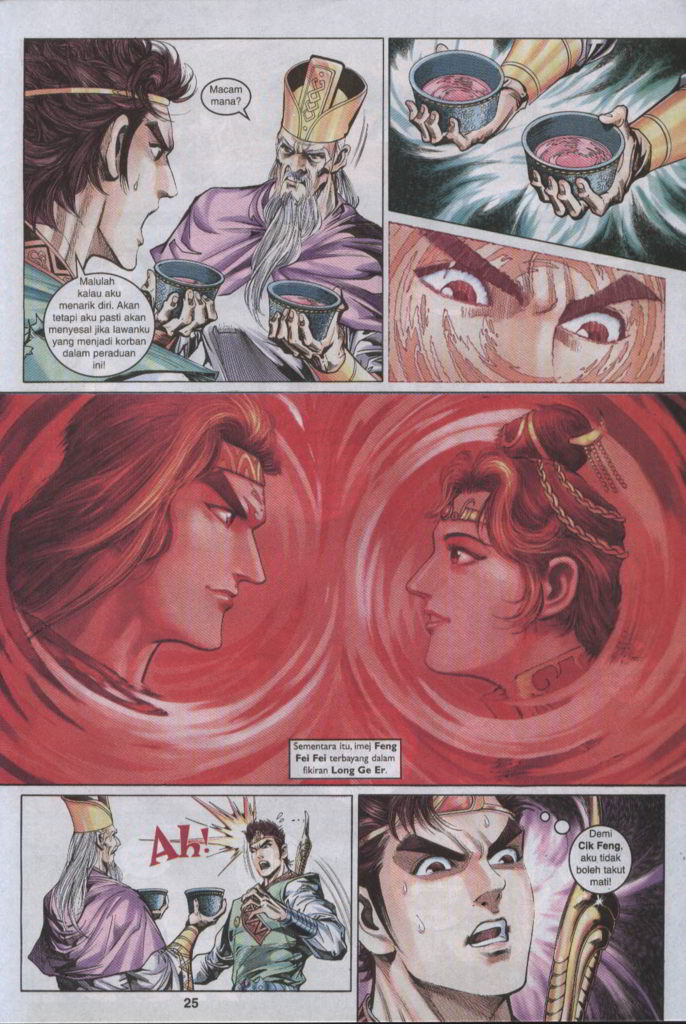 Macam
mana?
Malulah
kalau aku
menarik diri. Akan
tetapi aku pasti akan
menyesal jika lawanku
yang menjadi korban
dalam peraduan
ini!
Sementara itu, imej Feng
Fei Fei terbayang dalam
fikiran Long Ge Er.
Ah!
Demi
Cik Feng,
aku tidak
boleh takut
mati!
25